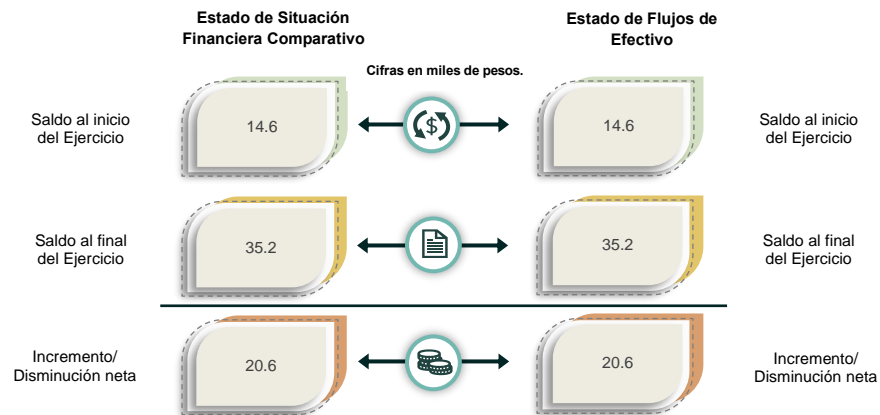 Estado de Situación
Financiera Comparativo
Estado de Flujos de
Efectivo
Cifras en miles de pesos.
Saldo al inicio
del Ejercicio
14.6
$
14.6
Saldo al inicio
del Ejercicio
Saldo al final
del Ejercicio
35.2
35.2
Saldo al final
del Ejercicio
Incremento/
Disminución neta
20.6
20.6
Incremento/
Disminución neta